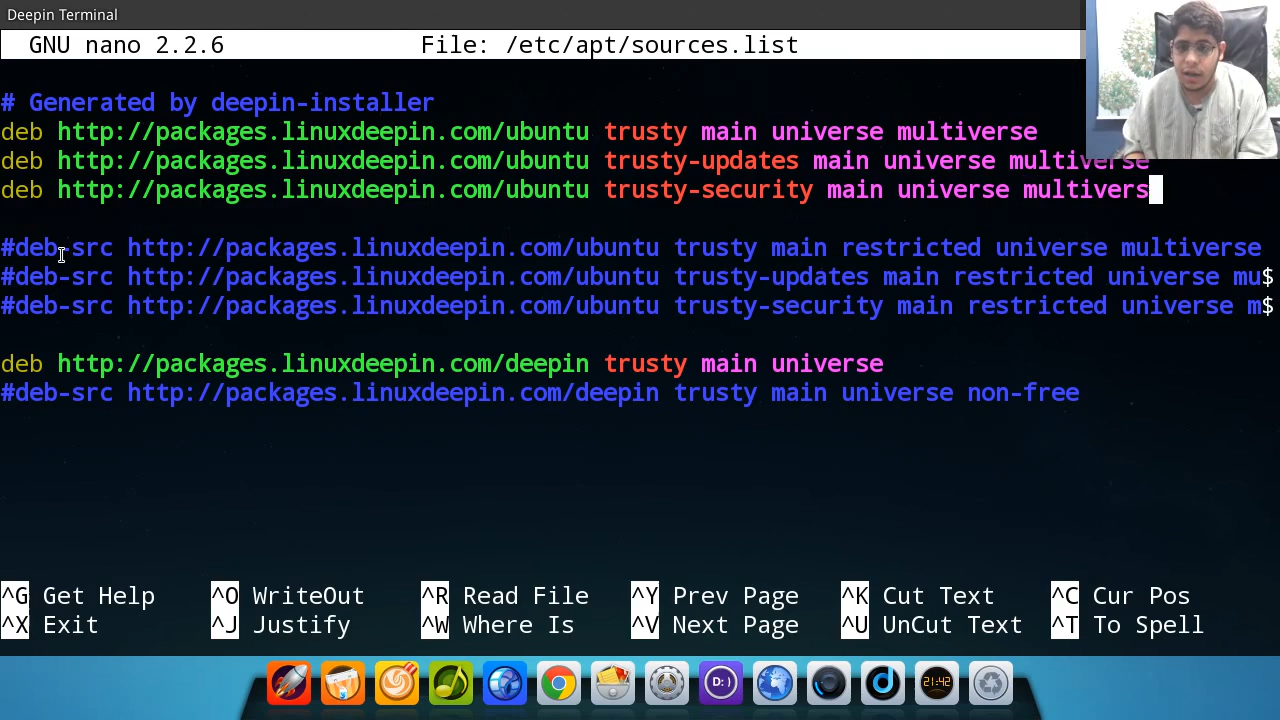 Deepin Terminal
GNU nano 2.2.6 File: /etc/apt/sources.list
# Generated by deepin-installer
deb http://packages.linuxdeepin.com/ubuntu trusty main universe multiverse
deb http://packages.linuxdeepin.com/ubuntu trusty-updates main universe multiverse
deb http://packages.linuxdeepin.com/ubuntu trusty-security main universe multivers
#deb-src http://packages.linuxdeepin.com/ubuntu trusty main restricted universe multiverse
#deb-src http://packages.linuxdeepin.com/ubuntu trusty-updates main restricted universe mu$
#deb-src http://packages.linuxdeepin.com/ubuntu trusty-security main restricted universe m$
deb http://packages.linuxdeepin.com/deepin trusty main universe
#deb-src http://packages.linuxdeepin.com/deepin trusty main universe non-free
^G Get Help ^O WriteOut ^R Read File ^Y Prev Page ^K Cut Text ^C Cur Pos
^X Exit ^J Justify ^W Where Is ^V Next Page ^U UnCut Text ^T To Spell
D:) 21:42